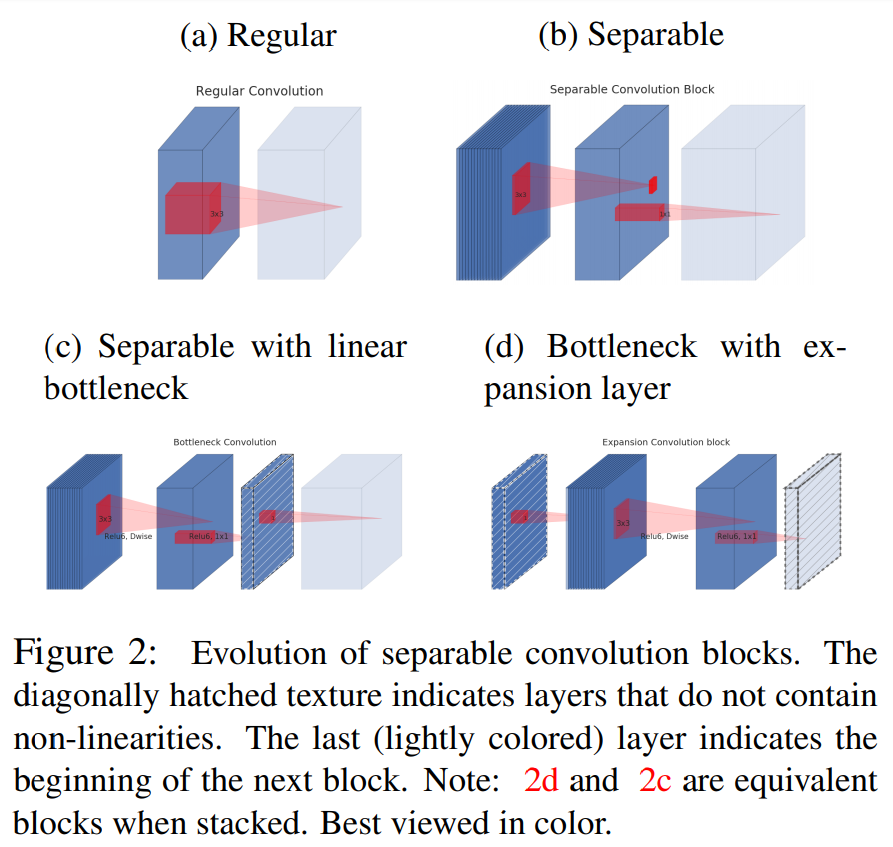 (a) Regular
(b) Separable
Regular Convolution
3x3
Separable Convolution Block
3x3
1x1
(c) Separable with linear
bottleneck
(d) Bottleneck with ex-
pansion layer
Bottleneck Convolution
3x3
Relu6, Dwise
Relu6, 1x1
Expansion Convolution block
3x3
Relu6, Dwise
Relu6, 1x1
Figure 2: Evolution of separable convolution blocks. The
diagonally hatched texture indicates layers that do not contain
non-linearities. The last (lightly colored) layer indicates the
beginning of the next block. Note: 2d and 2c are equivalent
blocks when stacked. Best viewed in color.